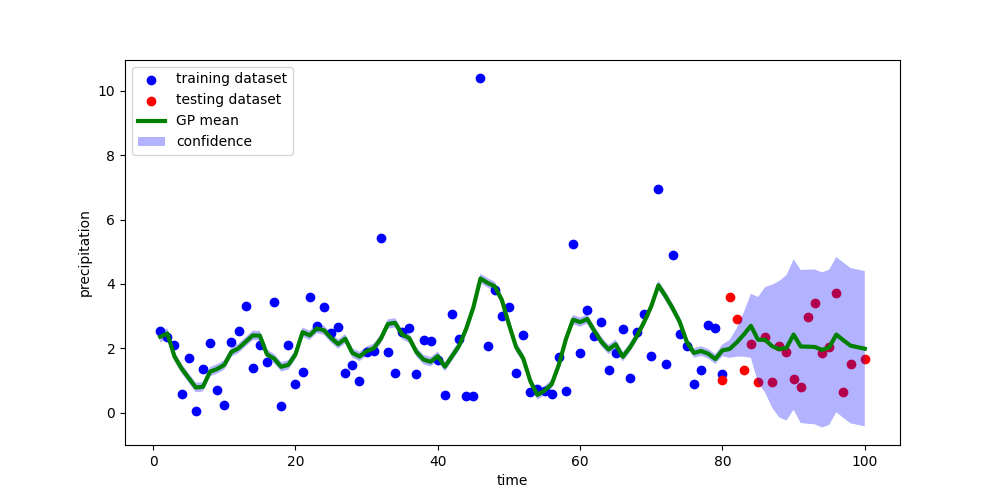 training dataset
testing dataset
GP mean
confidence
precipitation
10
8
6
4
2
0
0 20 40 60 80 100
time